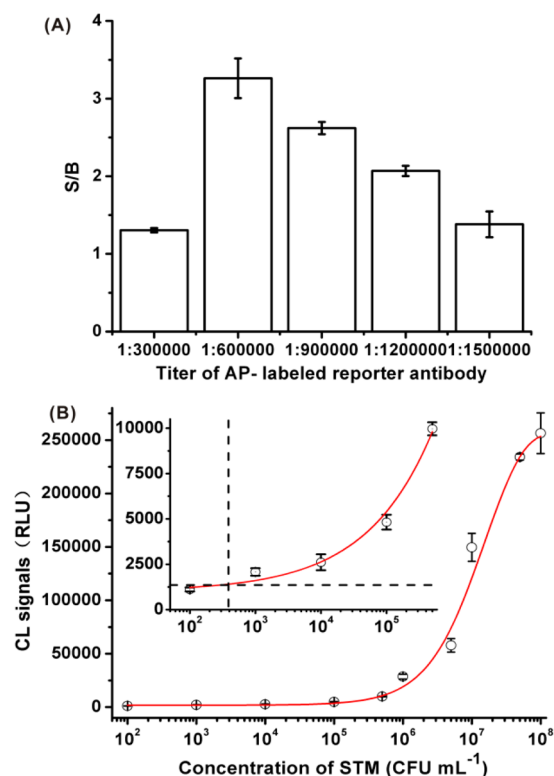 (A)
4
3
2
1
0
S/B
1:300000 1:600000 1:900000 1:1200000 1:1500000
Titer of AP- labeled reporter antibody
(B)
250000
200000
150000
100000
50000
0
CL signals (RLU)
10000
7500
5000
2500
0
10² 10³ 10⁴ 10⁵
10² 10³ 10⁴ 10⁵ 10⁶ 10⁷ 10⁸
Concentration of STM (CFU mL⁻¹)